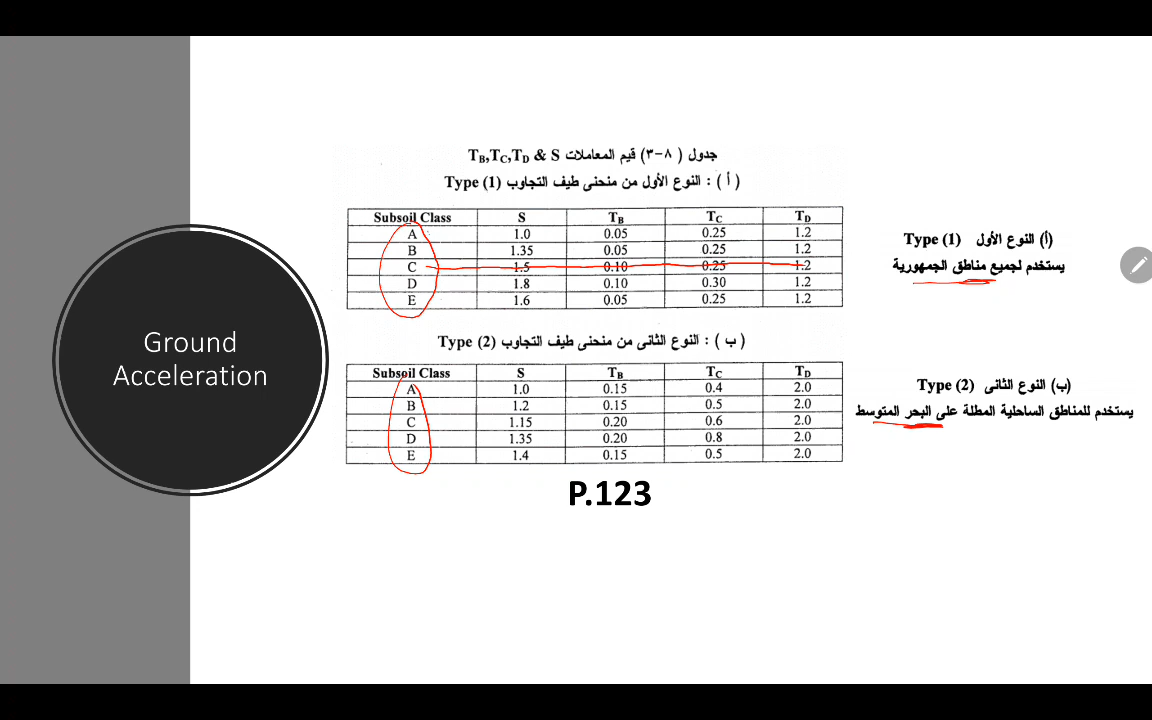 Ground
Acceleration
جدول ( ٨-٣) قيم المعاملات TB,TC,TD & S
( أ ) : النوع الأول من منحنى طيف التجاوب Type (1)
Subsoil Class S TB TC TD
A 1.0 0.05 0.25 1.2
B 1.35 0.05 0.25 1.2
C 1.5 0.10 0.25 1.2
D 1.8 0.10 0.30 1.2
E 1.6 0.05 0.25 1.2
(أ) النوع الأول Type (1)
يستخدم لجميع مناطق الجمهورية
( ب ) : النوع الثانى من منحنى طيف التجاوب Type (2)
Subsoil Class S TB TC TD
A 1.0 0.15 0.4 2.0
B 1.2 0.15 0.5 2.0
C 1.15 0.20 0.6 2.0
D 1.35 0.20 0.8 2.0
E 1.4 0.15 0.5 2.0
(ب) النوع الثانى Type (2)
يستخدم للمناطق الساحلية المطلة على البحر المتوسط
P.123